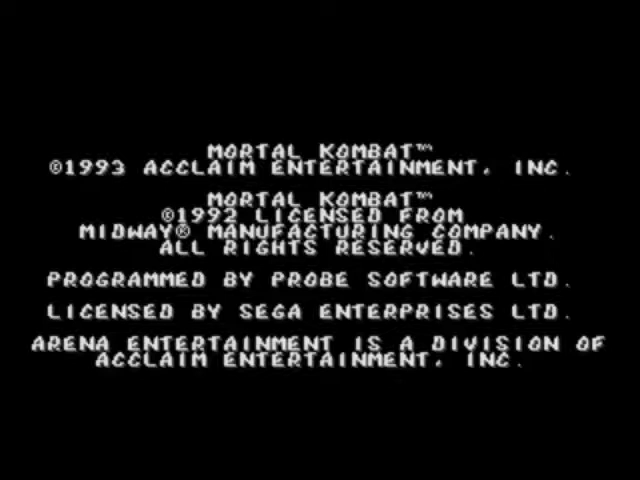 MORTAL KOMBAT™
©1993 ACCLAIM ENTERTAINMENT, INC.
MORTAL KOMBAT™
©1992 LICENSED FROM
MIDWAY® MANUFACTURING COMPANY.
ALL RIGHTS RESERVED.
PROGRAMMED BY PROBE SOFTWARE LTD.
LICENSED BY SEGA ENTERPRISES LTD.
ARENA ENTERTAINMENT IS A DIVISION OF
ACCLAIM ENTERTAINMENT, INC.